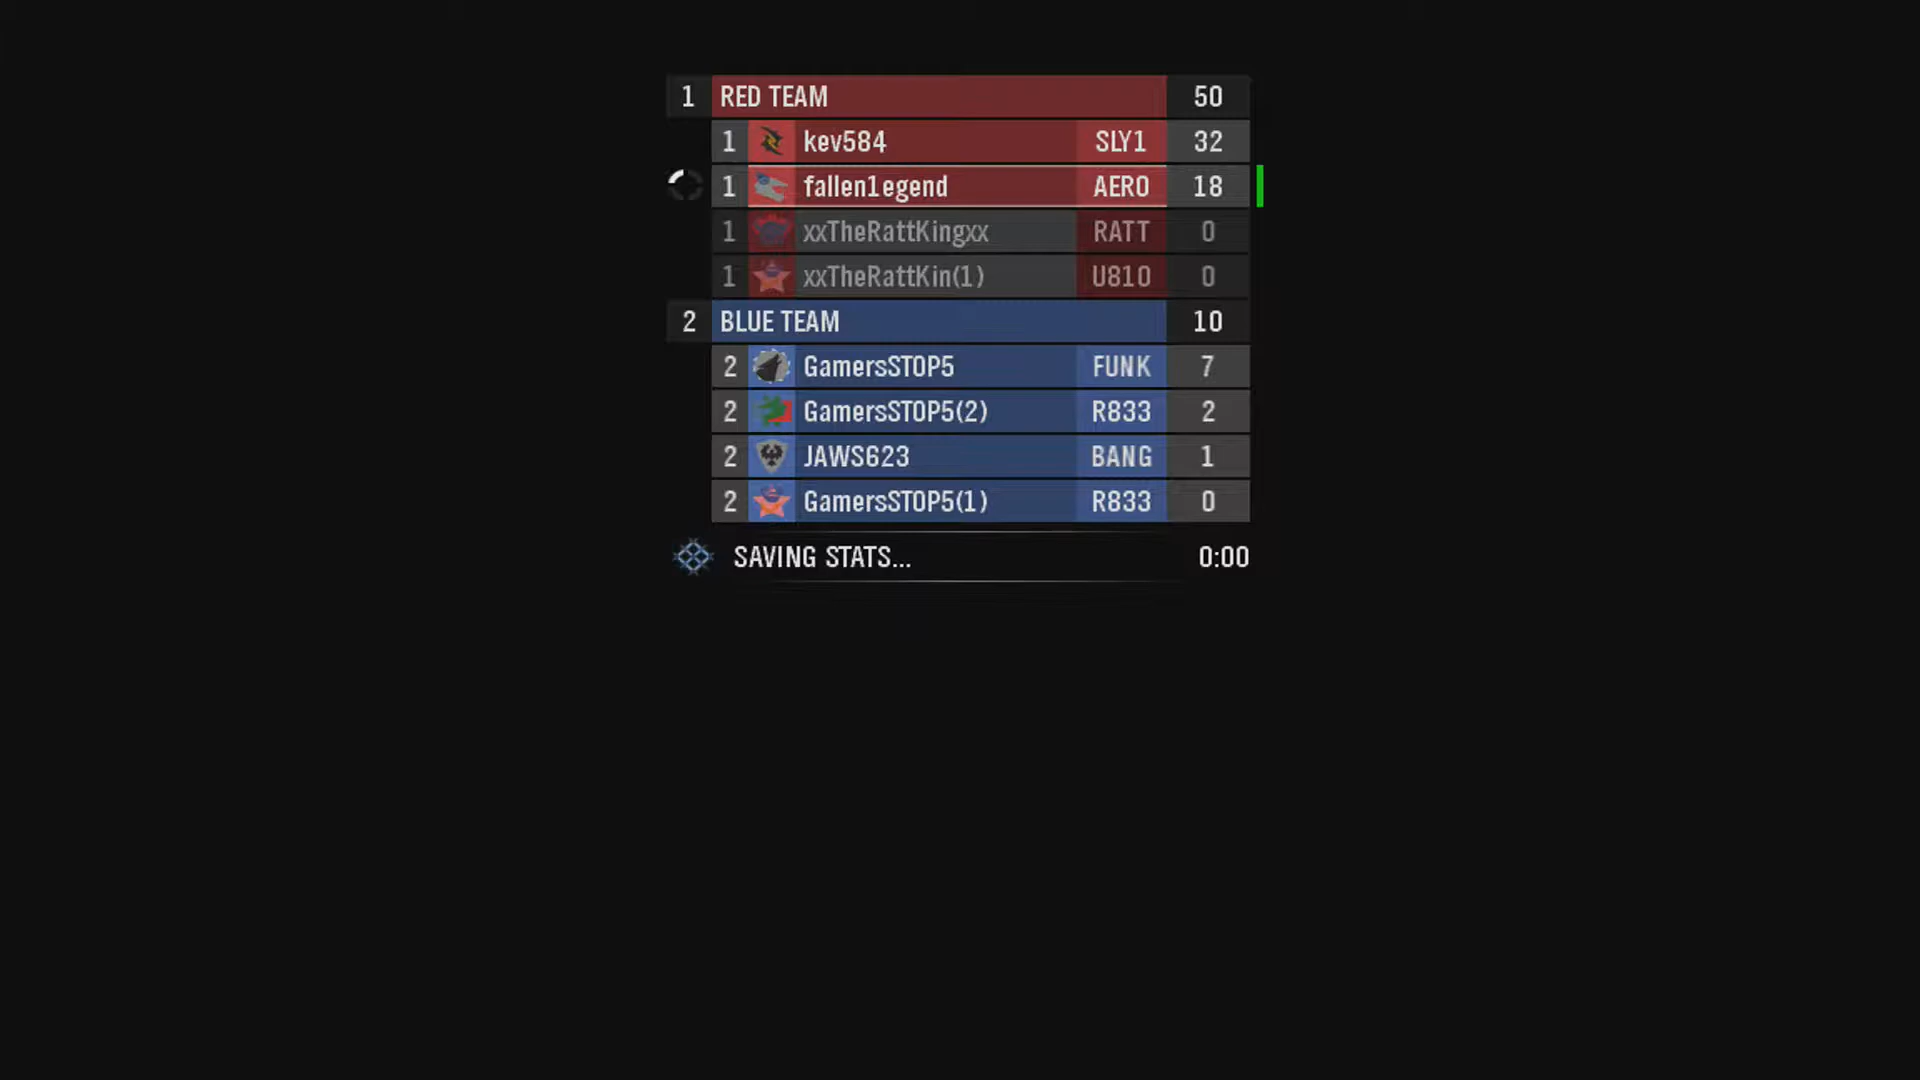 1 RED TEAM 50
1 kev584 SLY1 32
1 fallen1egend AERO 18
1 xxTheRattKingxx RATT 0
1 xxTheRattKin(1) U810 0
2 BLUE TEAM 10
2 GamersSTOP5 FUNK 7
2 GamersSTOP5(2) R833 2
2 JAWS623 BANG 1
2 GamersSTOP5(1) R833 0
SAVING STATS... 0:00